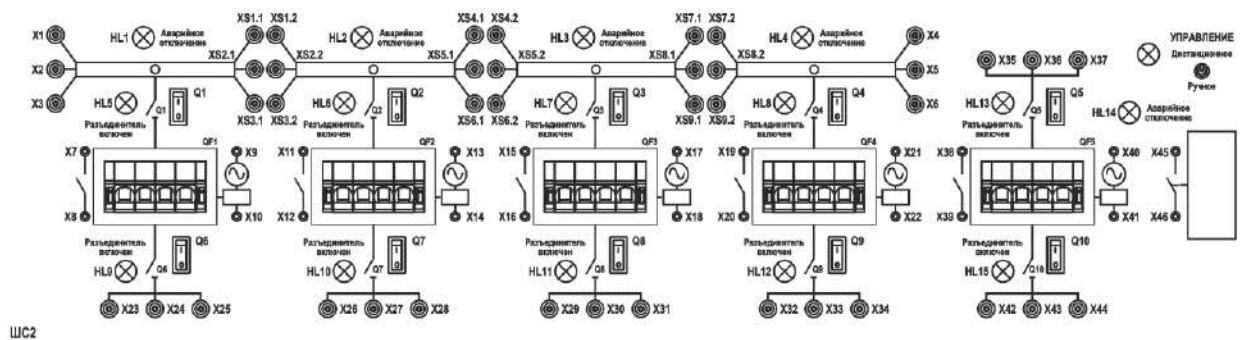 X1
X2
X3
HL1
Аварийное
отключение
XS1.1
XS1.2
XS2.1
XS2.2
XS3.1
XS3.2
HL2
Аварийное
отключение
XS4.1
XS4.2
XS5.1
XS5.2
XS6.1
XS6.2
HL3
Аварийное
отключение
XS7.1
XS7.2
XS8.1
XS8.2
XS9.1
XS9.2
HL4
Аварийное
отключение
X4
X5
X6
X35
X36
X37
УПРАВЛЕНИЕ
Дистанционное
Ручное
HL5
Q1
Q1
Разъединитель
включен
HL6
Q2
Q2
Разъединитель
включен
HL7
Q3
Q3
Разъединитель
включен
HL8
Q4
Q4
Разъединитель
включен
HL13
Q5
Q5
Разъединитель
включен
HL14
Аварийное
отключение
X7
X8
QF1
X9
X10
X11
X12
QF2
X13
X14
X15
X16
QF3
X17
X18
X19
X20
QF4
X21
X22
X38
X39
QF5
X40
X41
X45
X46
Разъединитель
включен
HL9
Q6
Q6
Разъединитель
включен
HL10
Q7
Q7
Разъединитель
включен
HL11
Q8
Q8
Разъединитель
включен
HL12
Q9
Q9
Разъединитель
включен
HL15
Q10
Q10
X23
X24
X25
X26
X27
X28
X29
X30
X31
X32
X33
X34
X42
X43
X44
ШС2